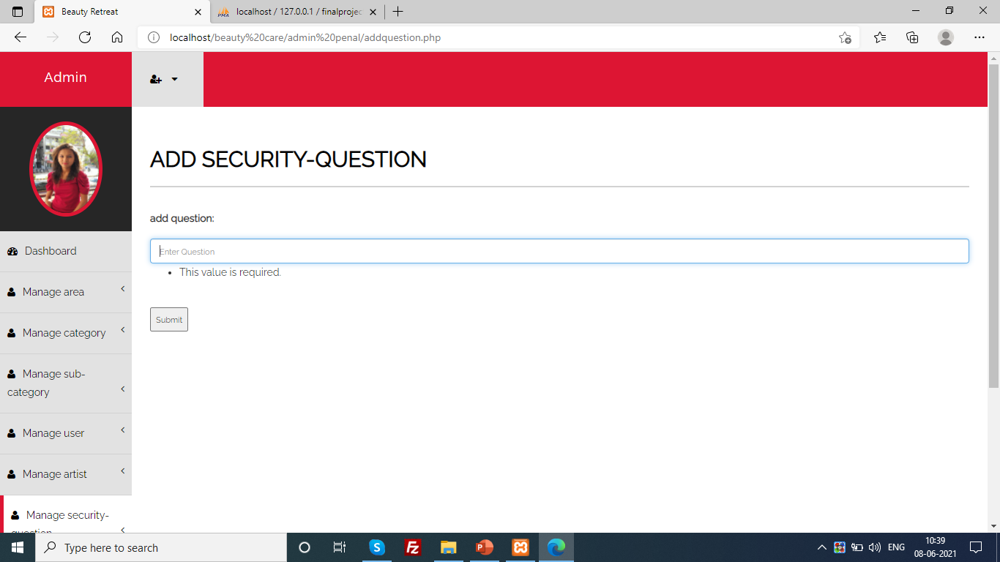 Beauty Retreat
localhost / 127.0.0.1 / finalprojec
localhost/beauty%20care/admin%20penal/addquestion.php
Admin
ADD SECURITY-QUESTION
add question:
Enter Question
This value is required.
Submit
Dashboard
Manage area
Manage category
Manage sub-
category
Manage user
Manage artist
Manage security-
question
Type here to search
ENG
10:39
08-06-2021